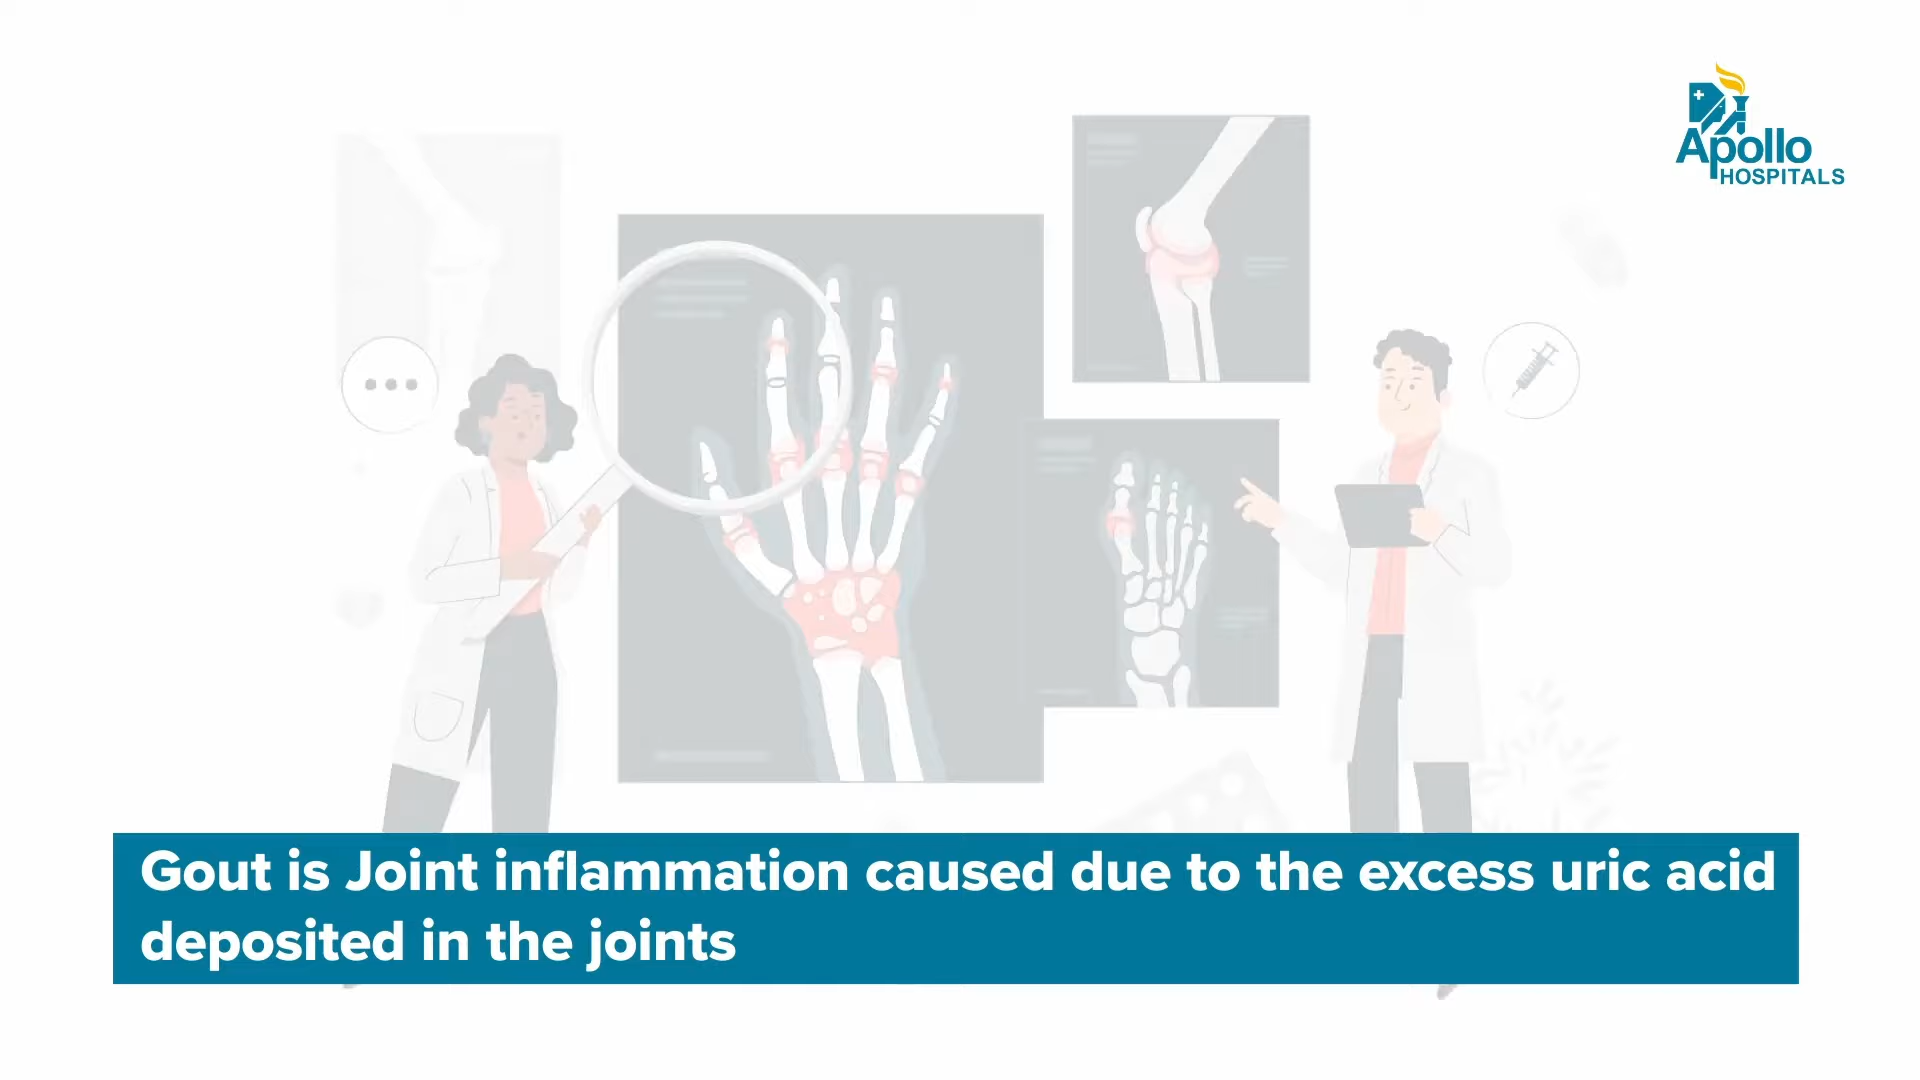 Apollo
HOSPITALS
Gout is Joint inflammation caused due to the excess uric acid
deposited in the joints